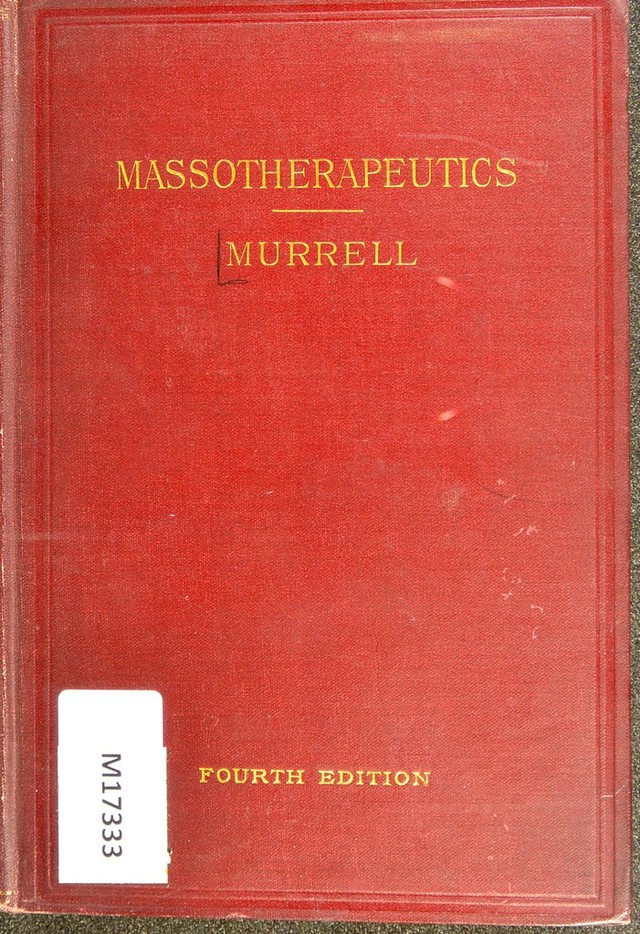 MASSOTHERAPEUTICS
MURRELL
FOURTH EDITION
M17333